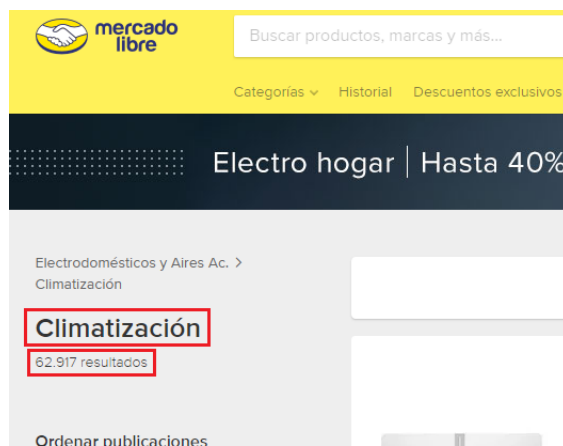 mercado
libre
Buscar productos, marcas y más...
Categorías Historial Descuentos exclusivos
Electro hogar | Hasta 40%
Electrodomésticos y Aires Ac. >
Climatización
Climatización
62.917 resultados
Ordenar publicaciones